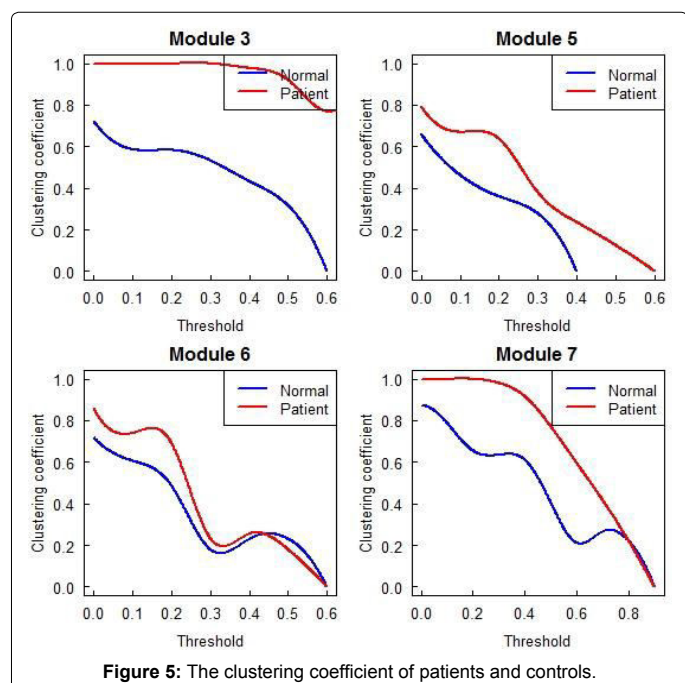 Module 3
Normal
Patient
Clustering coefficient
1.0
0.8
0.6
0.4
0.2
0.0
0.0 0.1 0.2 0.3 0.4 0.5 0.6
Threshold
Module 5
Normal
Patient
Clustering coefficient
1.0
0.8
0.6
0.4
0.2
0.0
0.0 0.1 0.2 0.3 0.4 0.5 0.6
Threshold
Module 6
Normal
Patient
Clustering coefficient
1.0
0.8
0.6
0.4
0.2
0.0
0.0 0.1 0.2 0.3 0.4 0.5 0.6
Threshold
Module 7
Normal
Patient
Clustering coefficient
1.0
0.8
0.6
0.4
0.2
0.0
0.0 0.2 0.4 0.6 0.8
Threshold
Figure 5: The clustering coefficient of patients and controls.